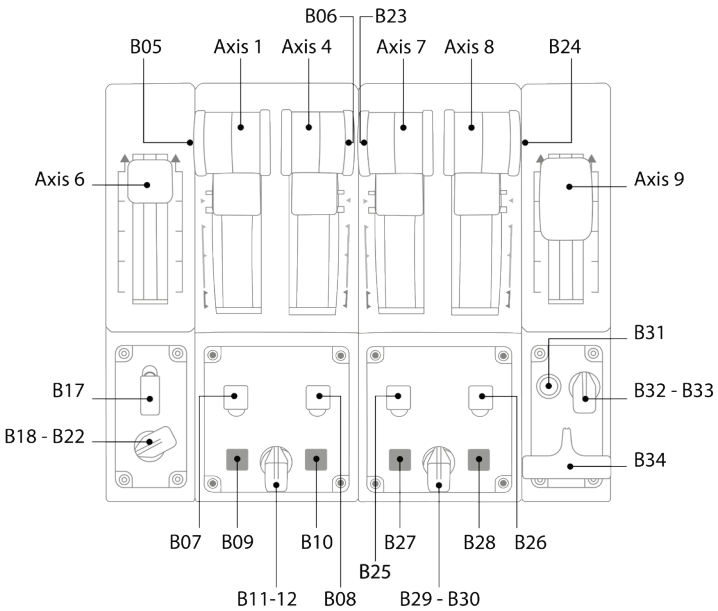 B06 B23
B05 Axis 1 Axis 4 Axis 7 Axis 8 B24
Axis 6 Axis 9
B31
B17 B32 - B33
B18 - B22
B34
B07 B09 B10 B27 B28 B26
B25
B11-12 B08 B29 - B30